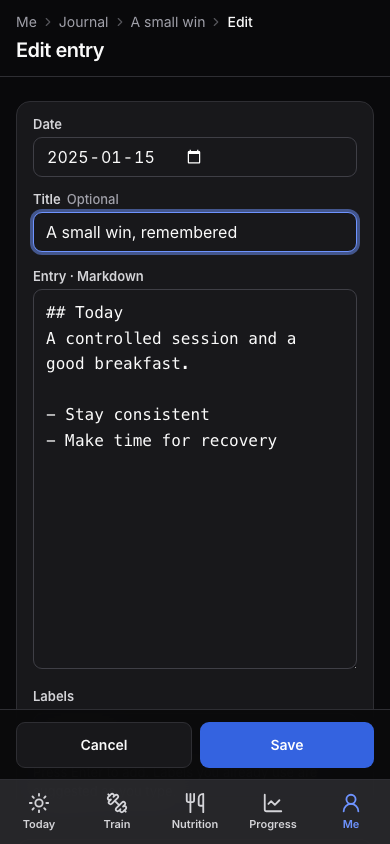 Me > Journal > A small win > Edit
Edit entry
Date
2025-01-15
Title Optional
A small win, remembered
Entry · Markdown
## Today
A controlled session and a
good breakfast.
- Stay consistent
- Make time for recovery
Labels
Cancel Save
Today Train Nutrition Progress Me